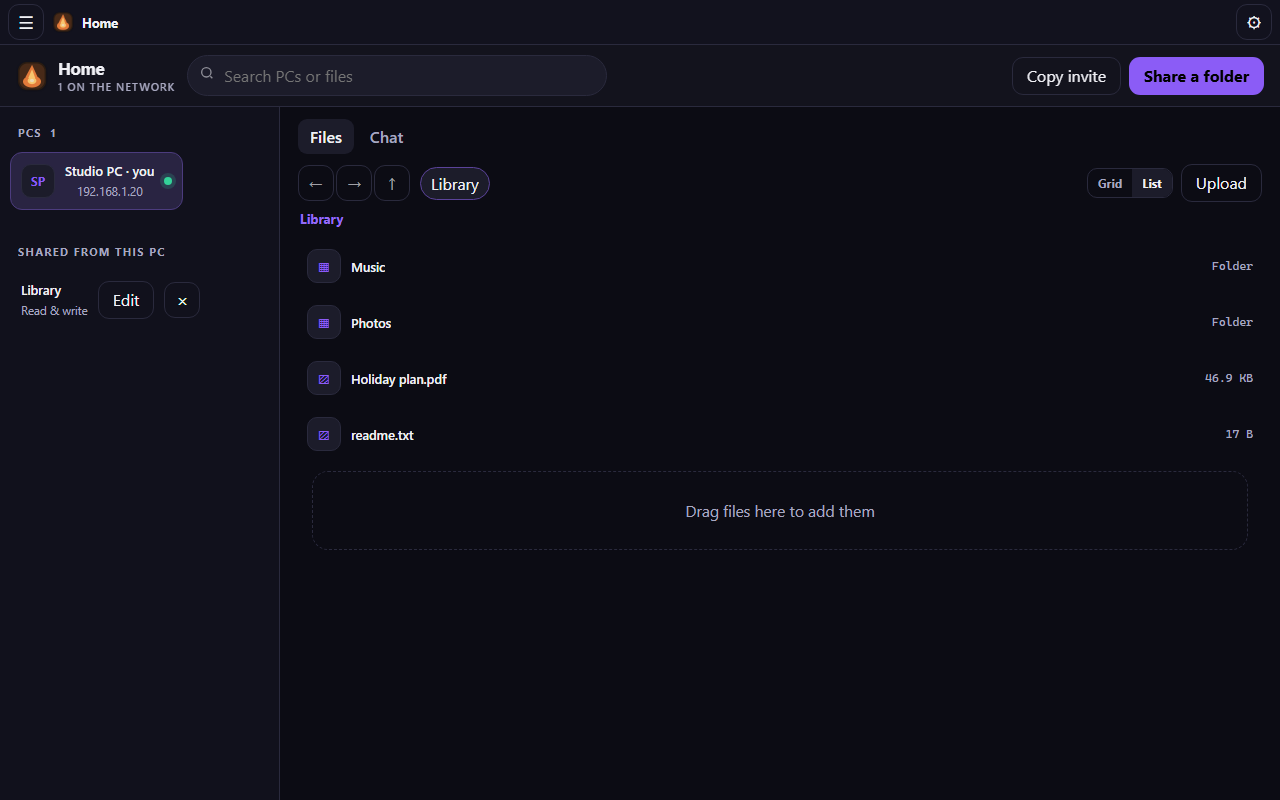 Home
Home
1 ON THE NETWORK
Search PCs or files
Copy invite
Share a folder
PCS 1
SP
Studio PC · you
192.168.1.20
SHARED FROM THIS PC
Library
Read & write
Edit
×
Files
Chat
← → ↑
Library
Grid
List
Upload
Library
Music
Folder
Photos
Folder
Holiday plan.pdf
46.9 KB
readme.txt
17 B
Drag files here to add them